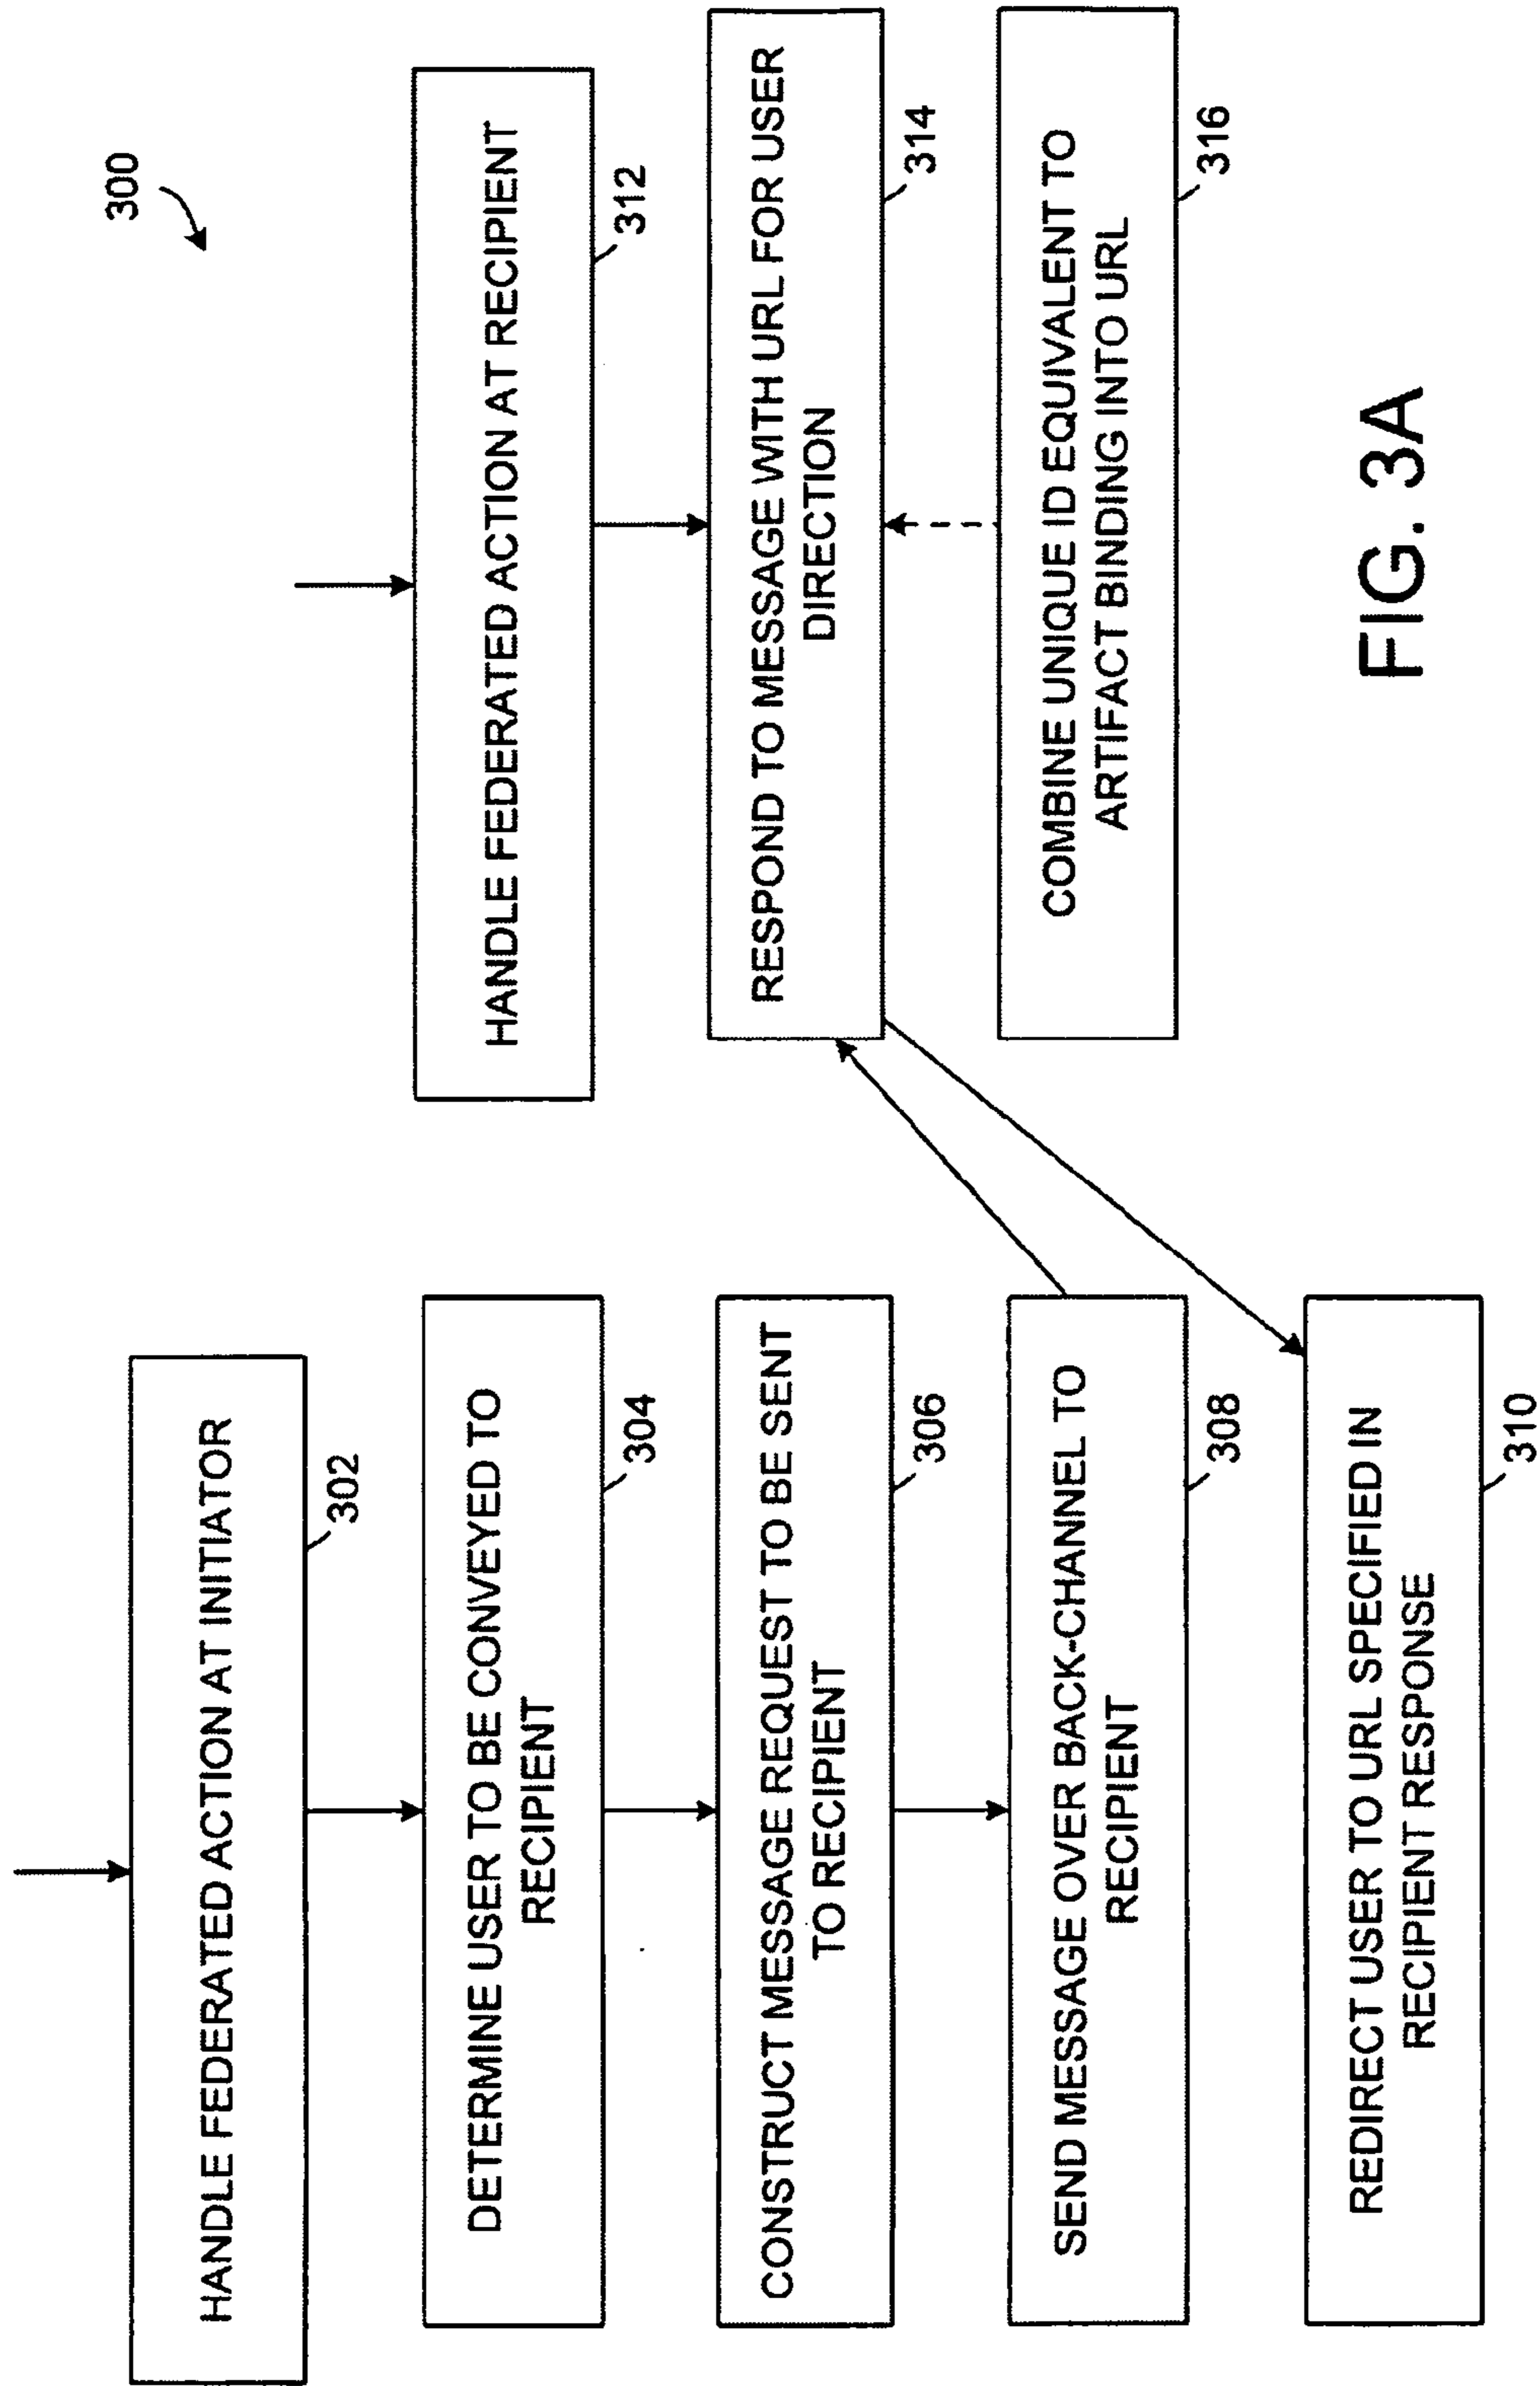 300
HANDLE FEDERATED ACTION AT INITIATOR
302
DETERMINE USER TO BE CONVEYED TO
RECIPIENT
304
CONSTRUCT MESSAGE REQUEST TO BE SENT
TO RECIPIENT
306
SEND MESSAGE OVER BACK-CHANNEL TO
RECIPIENT
308
REDIRECT USER TO URL SPECIFIED IN
RECIPIENT RESPONSE
310
HANDLE FEDERATED ACTION AT RECIPIENT
312
RESPOND TO MESSAGE WITH URL FOR USER
DIRECTION
314
COMBINE UNIQUE ID EQUIVALENT TO
ARTIFACT BINDING INTO URL
316
FIG. 3A